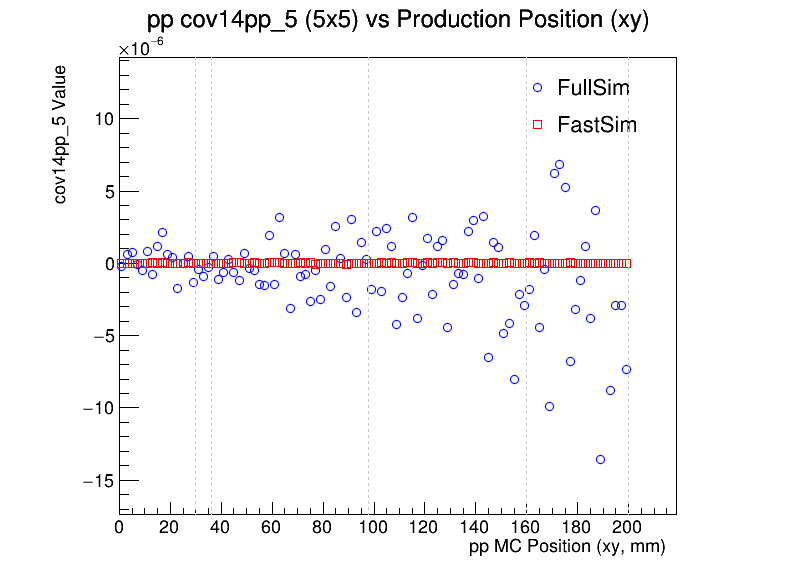 pp cov14pp_5 (5x5) vs Production Position (xy)
×10⁻⁶
cov14pp_5 Value
FullSim
FastSim
10
5
0
−5
−10
−15
0 20 40 60 80 100 120 140 160 180 200
pp MC Position (xy, mm)